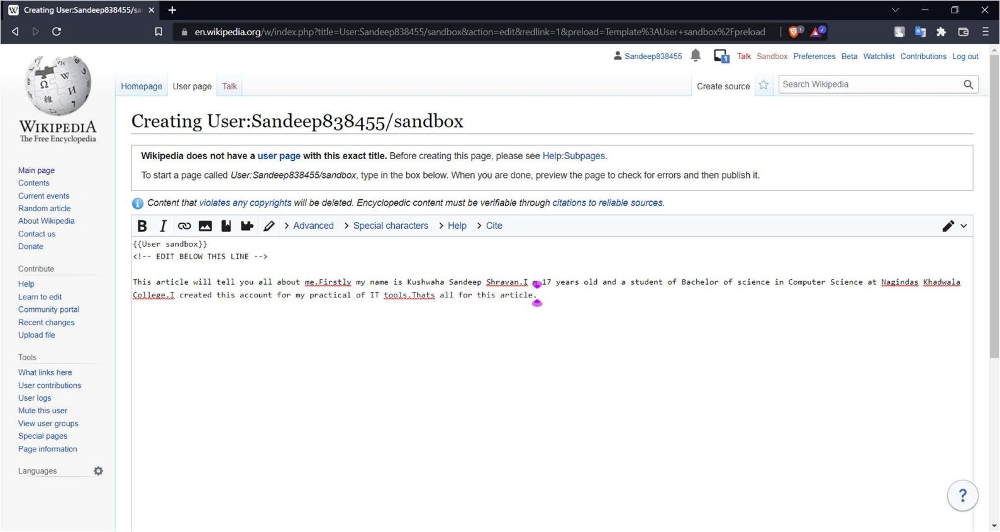 Creating User:Sandeep838455/sa
en.wikipedia.org/w/index.php?title=User:Sandeep838455/sandbox&action=edit&redlink=1&preload=Template%3AUser+sandbox%2Fpreload
1
Sandeep838455
1
Talk Sandbox Preferences Beta Watchlist Contributions Log out
Homepage User page Talk
Create source
Search Wikipedia
WIKIPEDIA
The Free Encyclopedia
Main page
Contents
Current events
Random article
About Wikipedia
Contact us
Donate
Contribute
Help
Learn to edit
Community portal
Recent changes
Upload file
Tools
What links here
User contributions
User logs
Mute this user
View user groups
Special pages
Page information
Languages
Creating User:Sandeep838455/sandbox
Wikipedia does not have a user page with this exact title. Before creating this page, please see Help:Subpages.
To start a page called User:Sandeep838455/sandbox, type in the box below. When you are done, preview the page to check for errors and then publish it.
Content that violates any copyrights will be deleted. Encyclopedic content must be verifiable through citations to reliable sources.
B I > Advanced > Special characters > Help > Cite
{{User sandbox}}
<!-- EDIT BELOW THIS LINE -->
This article will tell you all about me.Firstly my name is Kushwaha Sandeep Shravan.I m 17 years old and a student of Bachelor of science in Computer Science at Nagindas Khadwala
College.I created this account for my practical of IT tools.Thats all for this article.
?